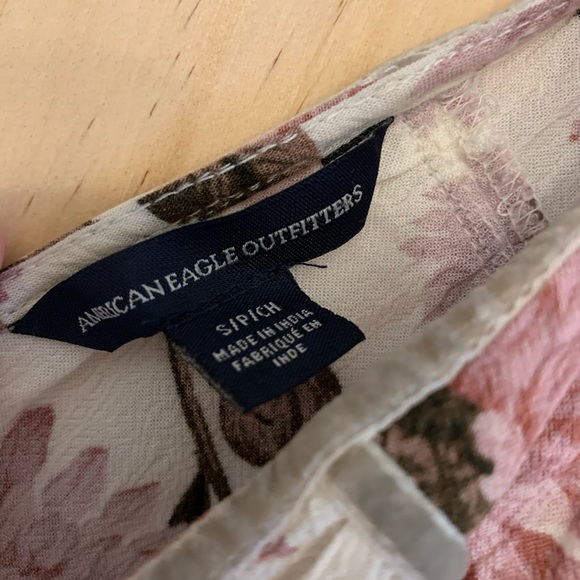 AMERICAN EAGLE OUTFITTERS
S/P/CH
MADE IN INDIA
FABRIQUÉ EN
INDE